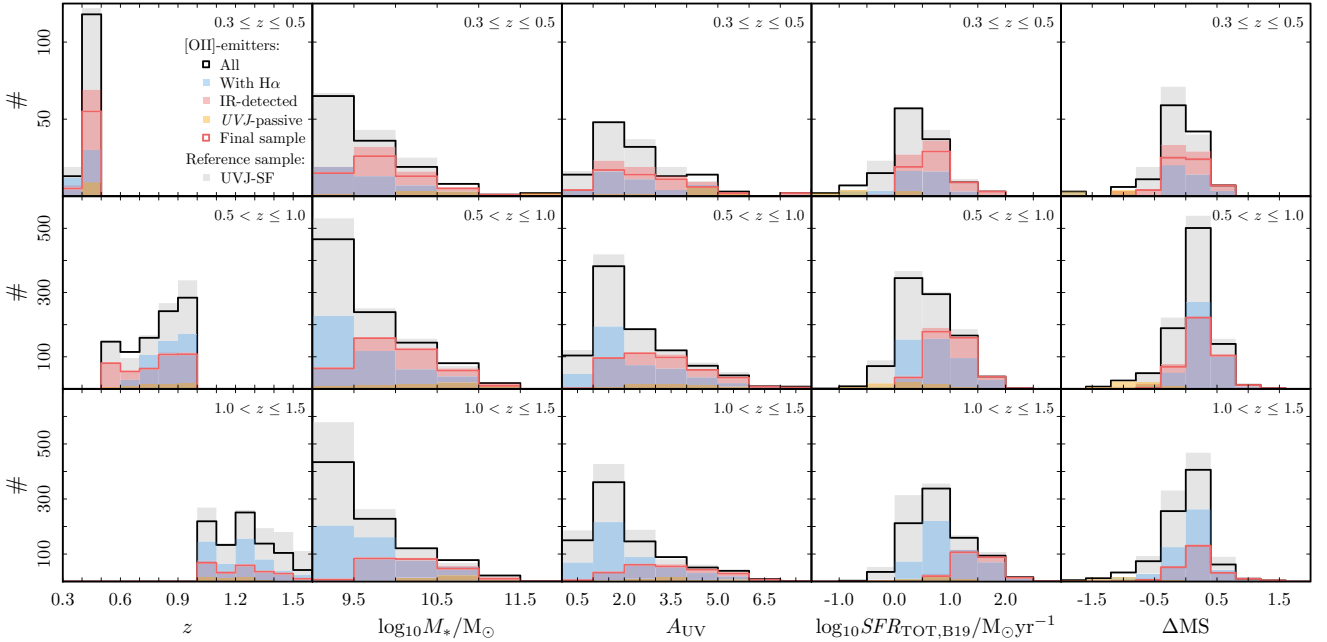 0.3 ≤ z ≤ 0.5
0.3 ≤ z ≤ 0.5
0.3 ≤ z ≤ 0.5
0.3 ≤ z ≤ 0.5
0.3 ≤ z ≤ 0.5
[OII]-emitters:
All
With Hα
IR-detected
UVJ-passive
Final sample
Reference sample:
UVJ-SF
#
100
50
0.5 < z ≤ 1.0
0.5 < z ≤ 1.0
0.5 < z ≤ 1.0
0.5 < z ≤ 1.0
0.5 < z ≤ 1.0
#
500
300
100
1.0 < z ≤ 1.5
1.0 < z ≤ 1.5
1.0 < z ≤ 1.5
1.0 < z ≤ 1.5
1.0 < z ≤ 1.5
#
500
300
100
0.3 0.6 0.9 1.2 1.5
9.5 10.5 11.5
0.5 2.0 3.5 5.0 6.5
-1.0 0.0 1.0 2.0
-1.5 -0.5 0.5 1.5
z
log₁₀M*/M⊙
A_UV
log₁₀SFR_TOT,B19/M⊙yr⁻¹
ΔMS